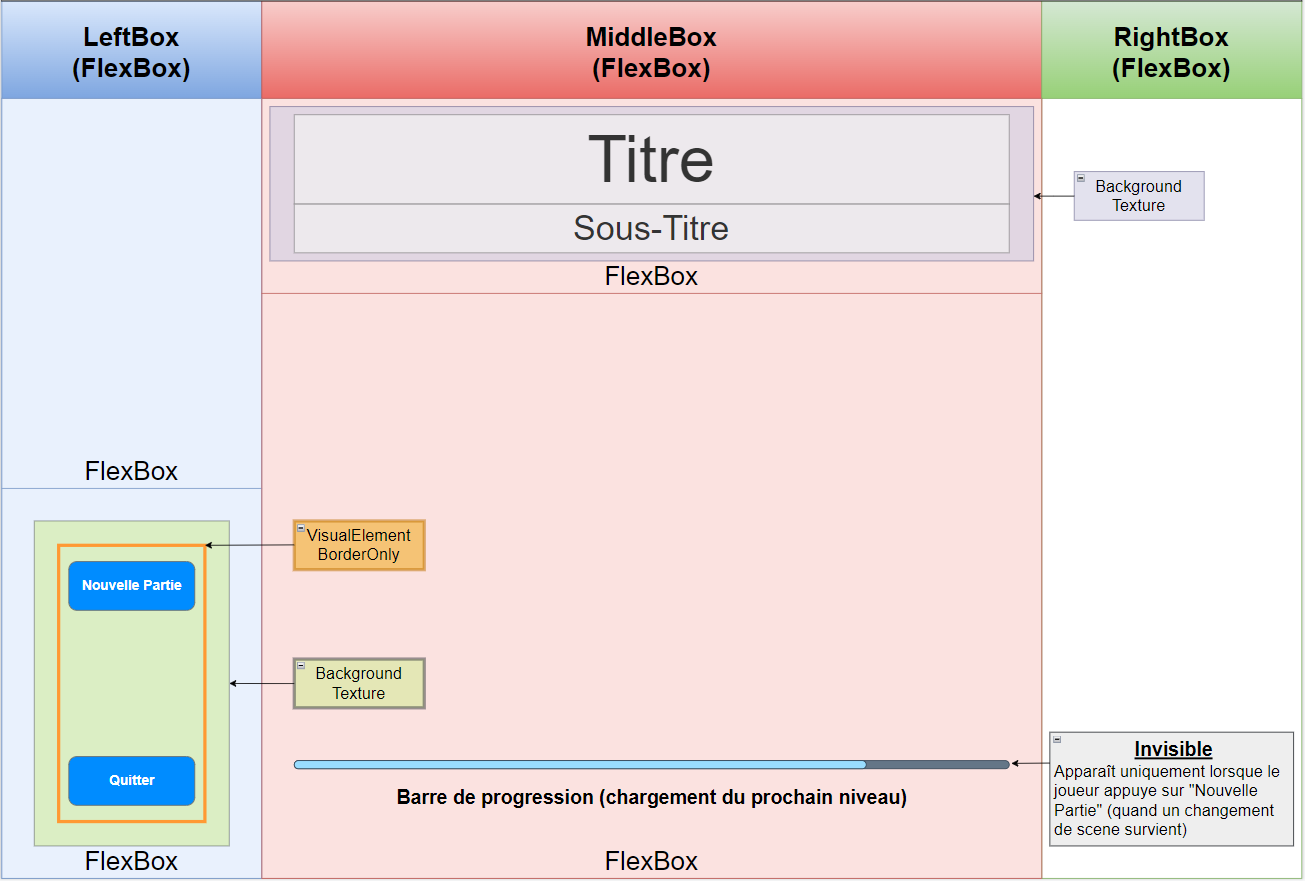 LeftBox
(FlexBox)
MiddleBox
(FlexBox)
RightBox
(FlexBox)
Titre
Sous-Titre
FlexBox
Background
Texture
FlexBox
VisualElement
BorderOnly
Nouvelle Partie
Background
Texture
Quitter
Barre de progression (chargement du prochain niveau)
Invisible
Apparaît uniquement lorsque le
joueur appuye sur "Nouvelle
Partie" (quand un changement
de scene survient)
FlexBox
FlexBox